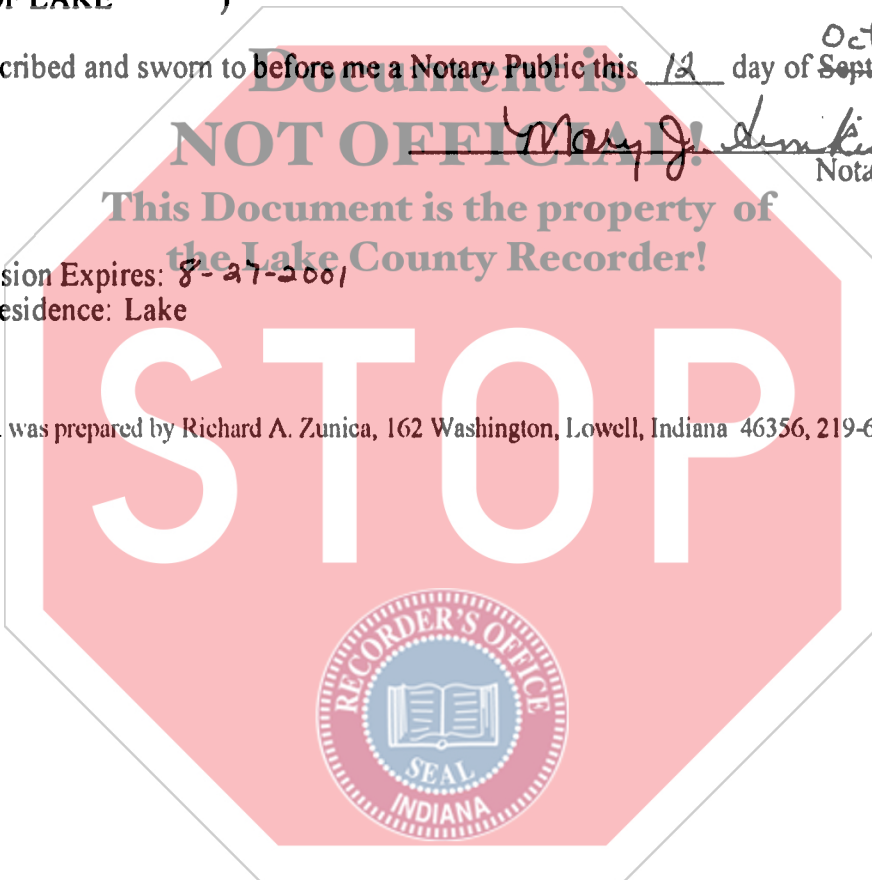 OF LAKE )
Oct
cribed and sworn to before me a Notary Public this 12 day of Sept
Document is
NOT OFFICIAL!
Mary J.
Nota
This Document is the property of
the Lake County Recorder!
sion Expires: 8-27-2001
esidence: Lake
STOP
was prepared by Richard A. Zunica, 162 Washington, Lowell, Indiana 46356, 219-6
RECORDER'S OFFICE
SEAL
INDIANA